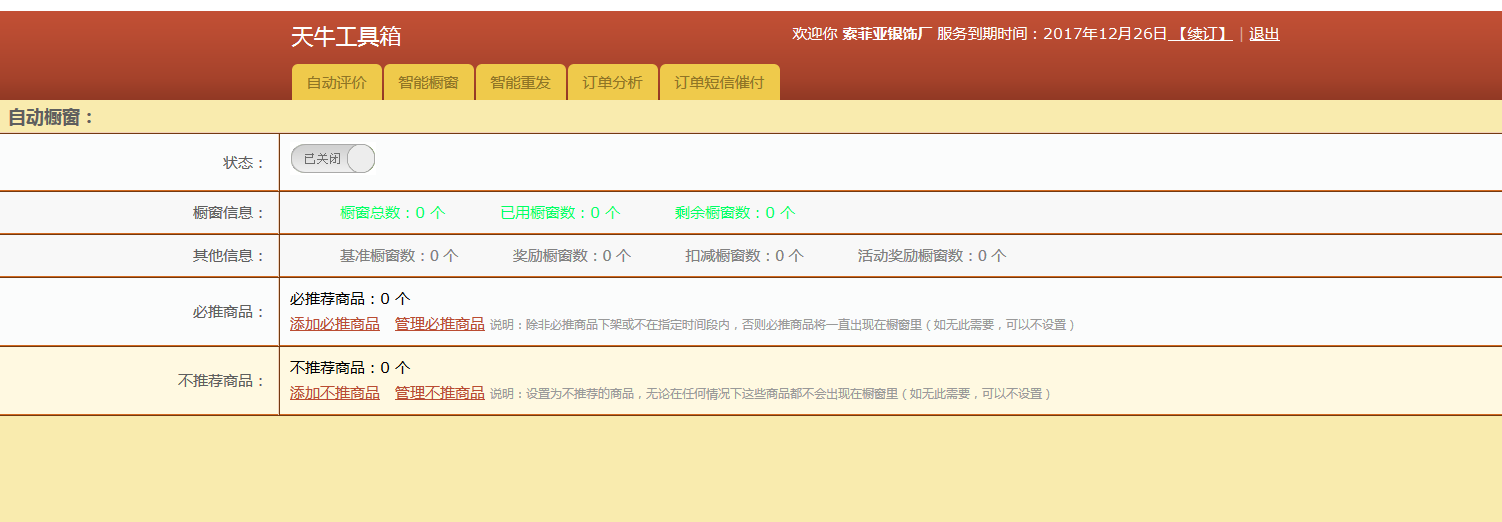 天牛工具箱
欢迎你 索菲亚银饰厂 服务到期时间：2017年12月26日【续订】 | 退出
自动评价 智能橱窗 智能重发 订单分析 订单短信催付
自动橱窗：
状态： 已关闭
橱窗信息： 橱窗总数：0 个 已用橱窗数：0 个 剩余橱窗数：0 个
其他信息： 基准橱窗数：0 个 奖励橱窗数：0 个 扣减橱窗数：0 个 活动奖励橱窗数：0 个
必推荐商品：0 个
必推商品：
添加必推商品 管理必推商品 说明：除非必推商品下架或不在指定时间段内，否则必推商品将一直出现在橱窗里（如无此需要，可以不设置）
不推荐商品：0 个
不推荐商品：
添加不推商品 管理不推商品 说明：设置为不推荐的商品，无论在任何情况下这些商品都不会出现在橱窗里（如无此需要，可以不设置）